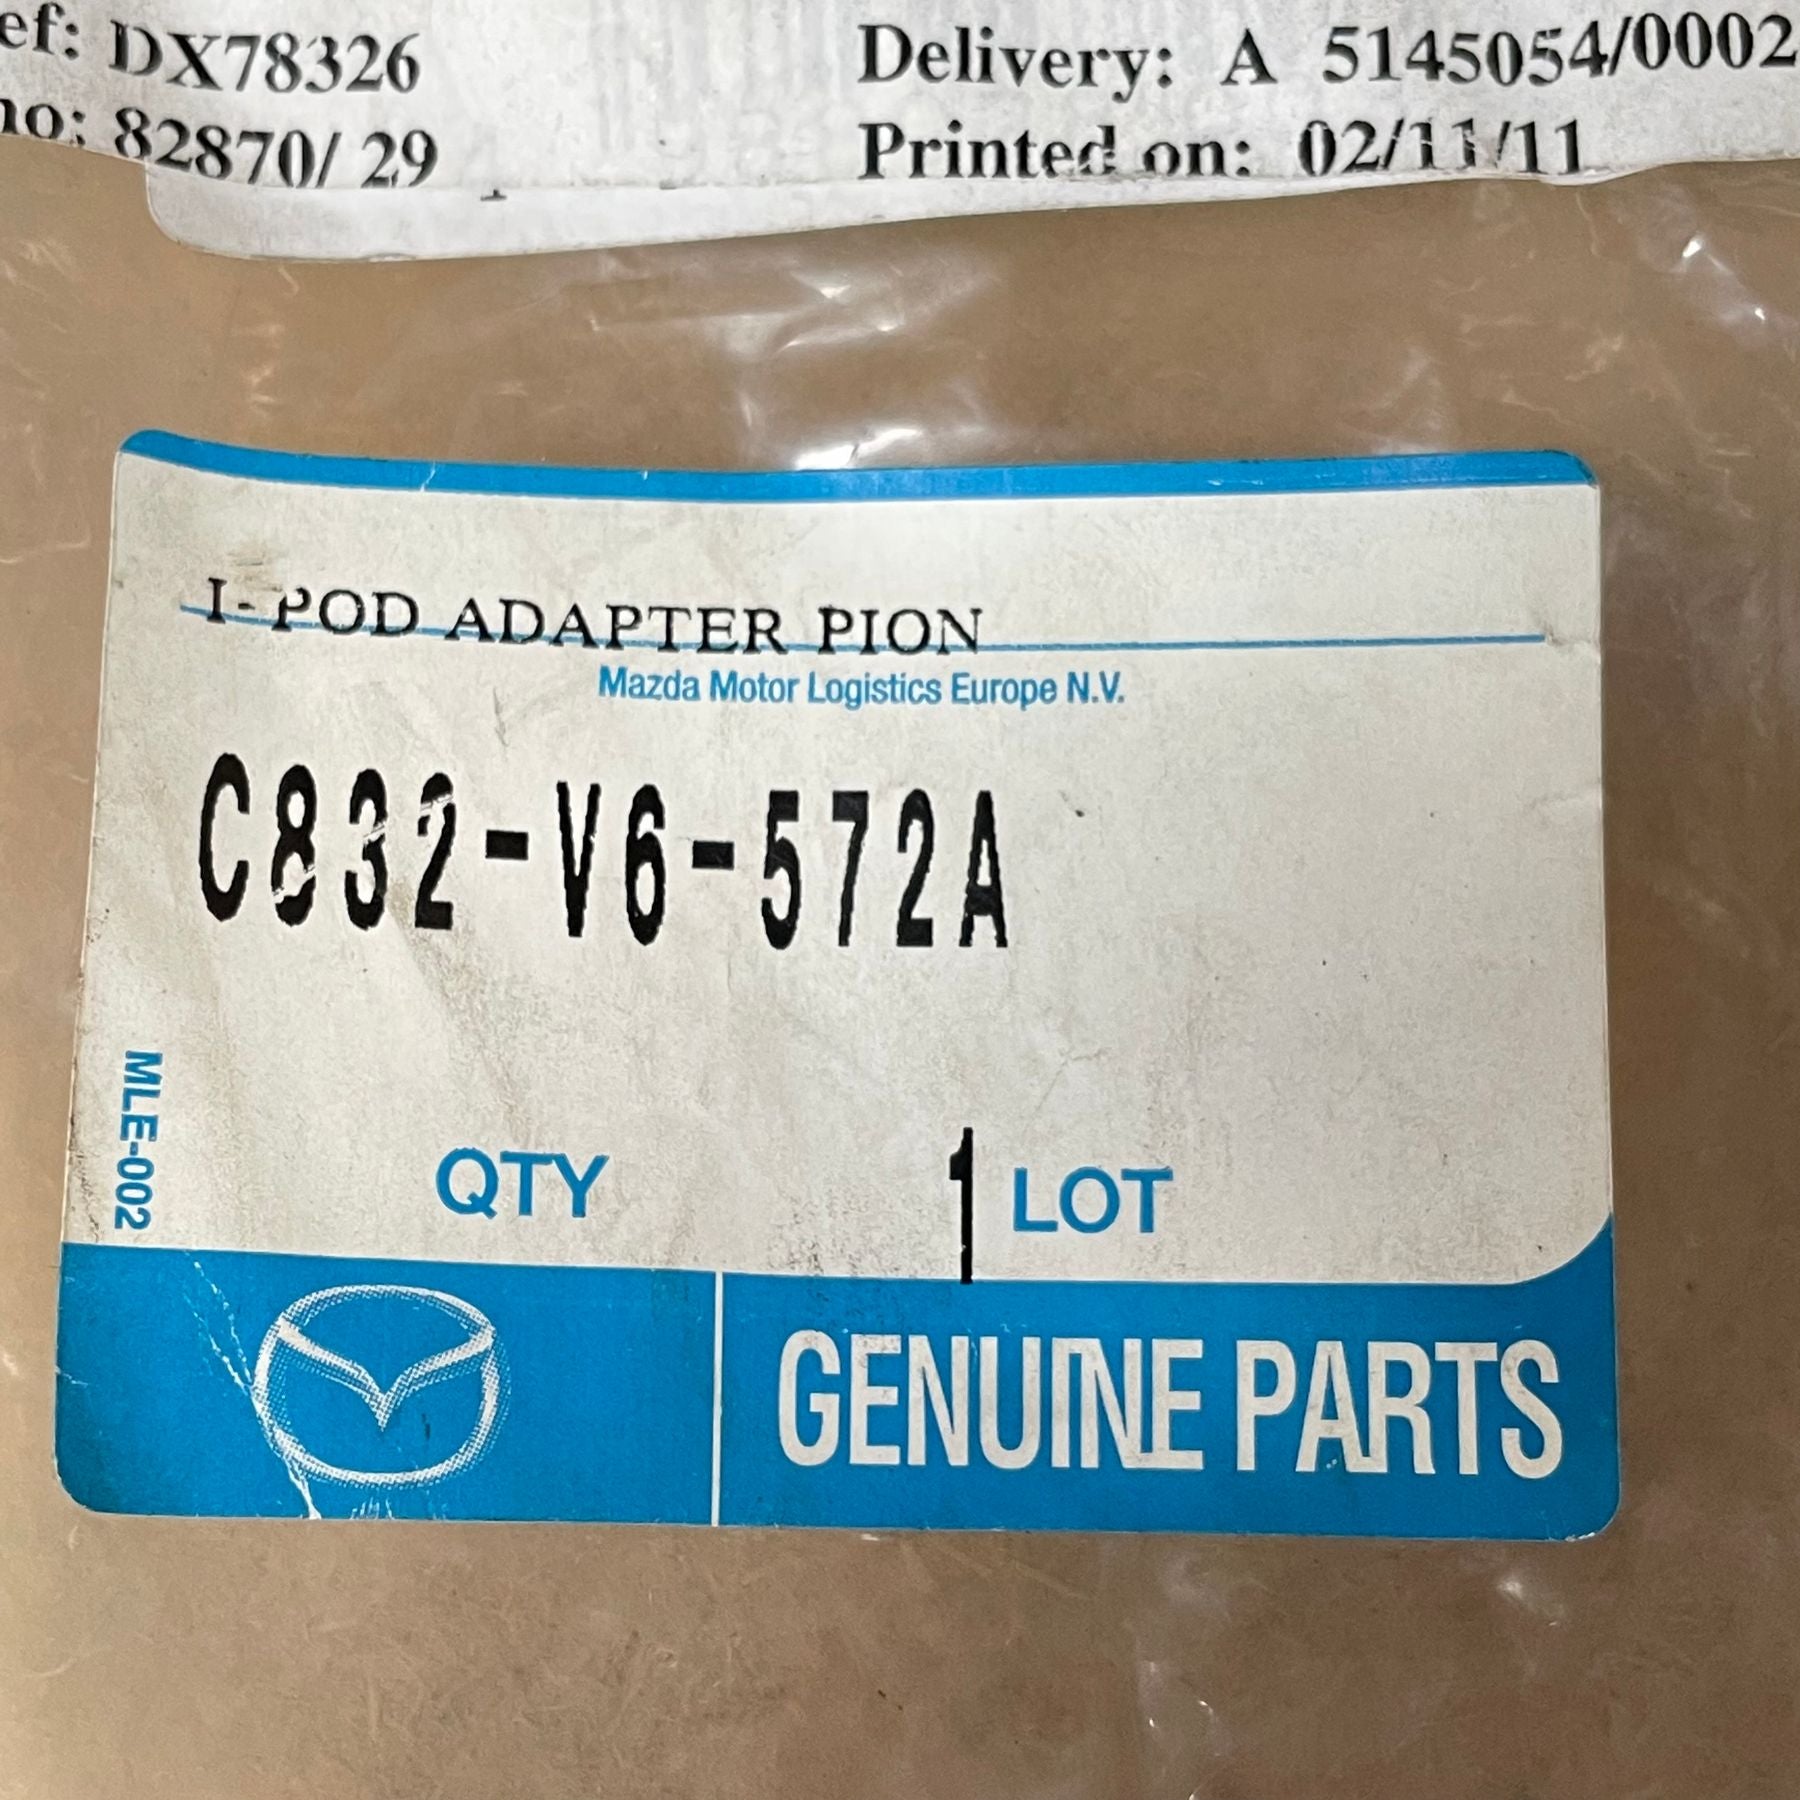 ef: DX78326 Delivery: A 5145054/0002
no: 82870/ 29 Printed on: 02/11/11
I-POD ADAPTER PION
Mazda Motor Logistics Europe N.V.
C832-V6-572A
MLE-002
QTY 1 LOT
GENUINE PARTS